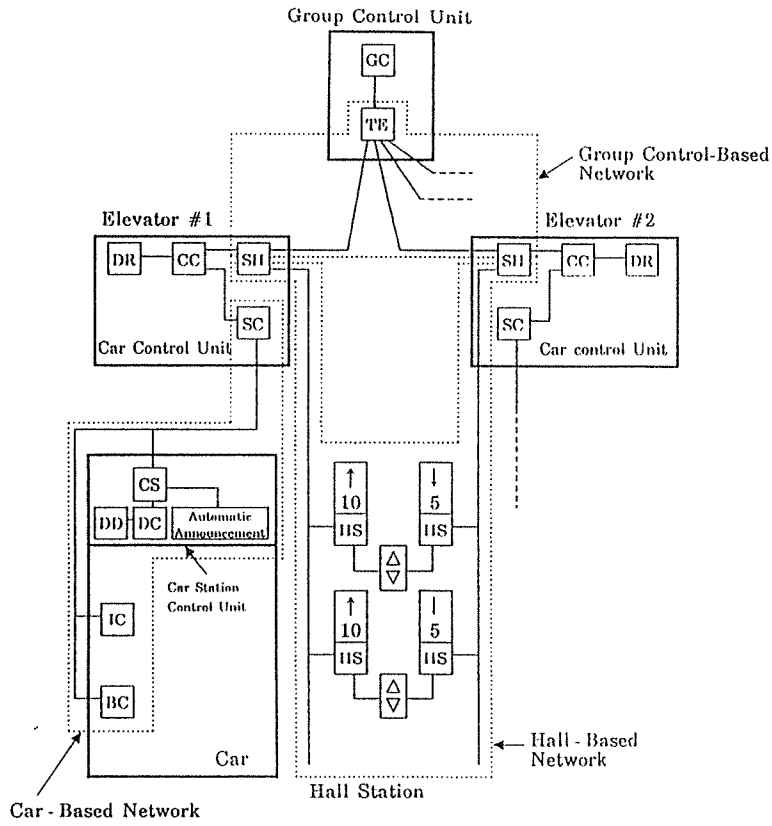 Group Control Unit
GC
TE
Group Control-Based
Network
Elevator #1
Elevator #2
DR
CC
SH
SH
CC
DR
SC
SC
Car Control Unit
Car control Unit
CS
DD
DC
Automatic
Announcement
Car Station
Control Unit
IC
BC
Car
↑
10
HS
↓
5
HS
△
▽
↑
10
HS
↓
5
HS
△
▽
Hall - Based
Network
Hall Station
Car - Based Network